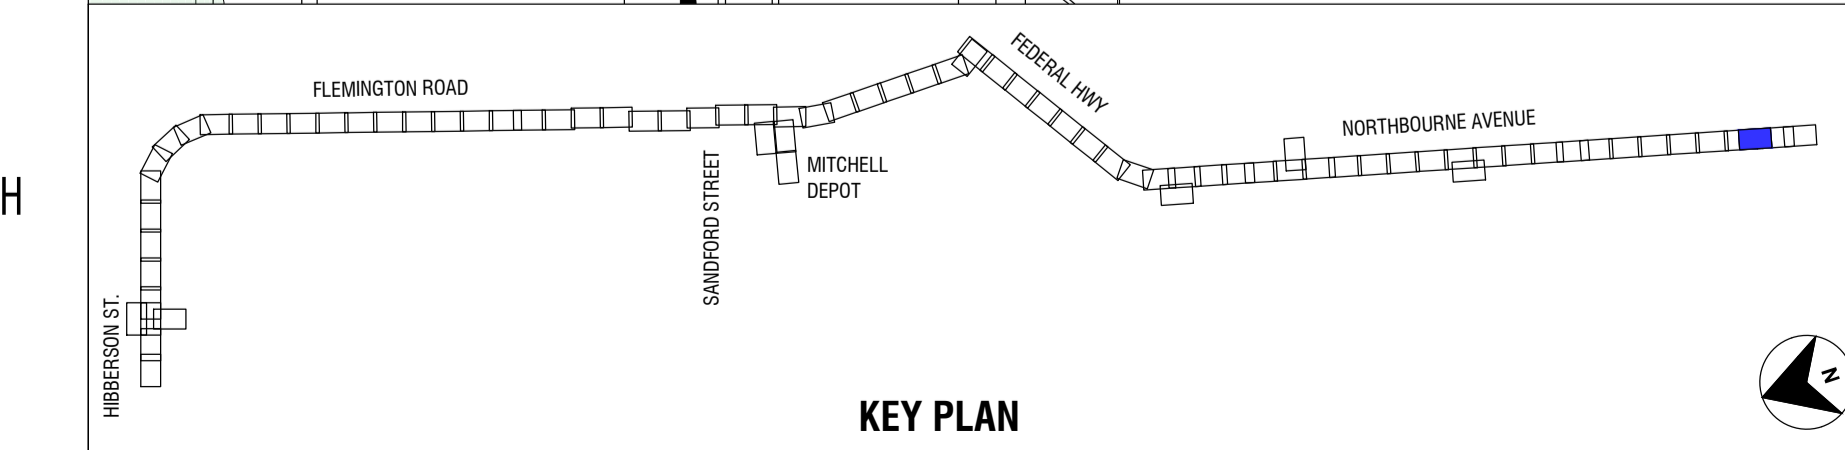 FLEMINGTON ROAD
FEDERAL HWY
NORTHBOURNE AVENUE
H
SANDFORD STREET
MITCHELL
DEPOT
HIBBERSON ST.
KEY PLAN
N